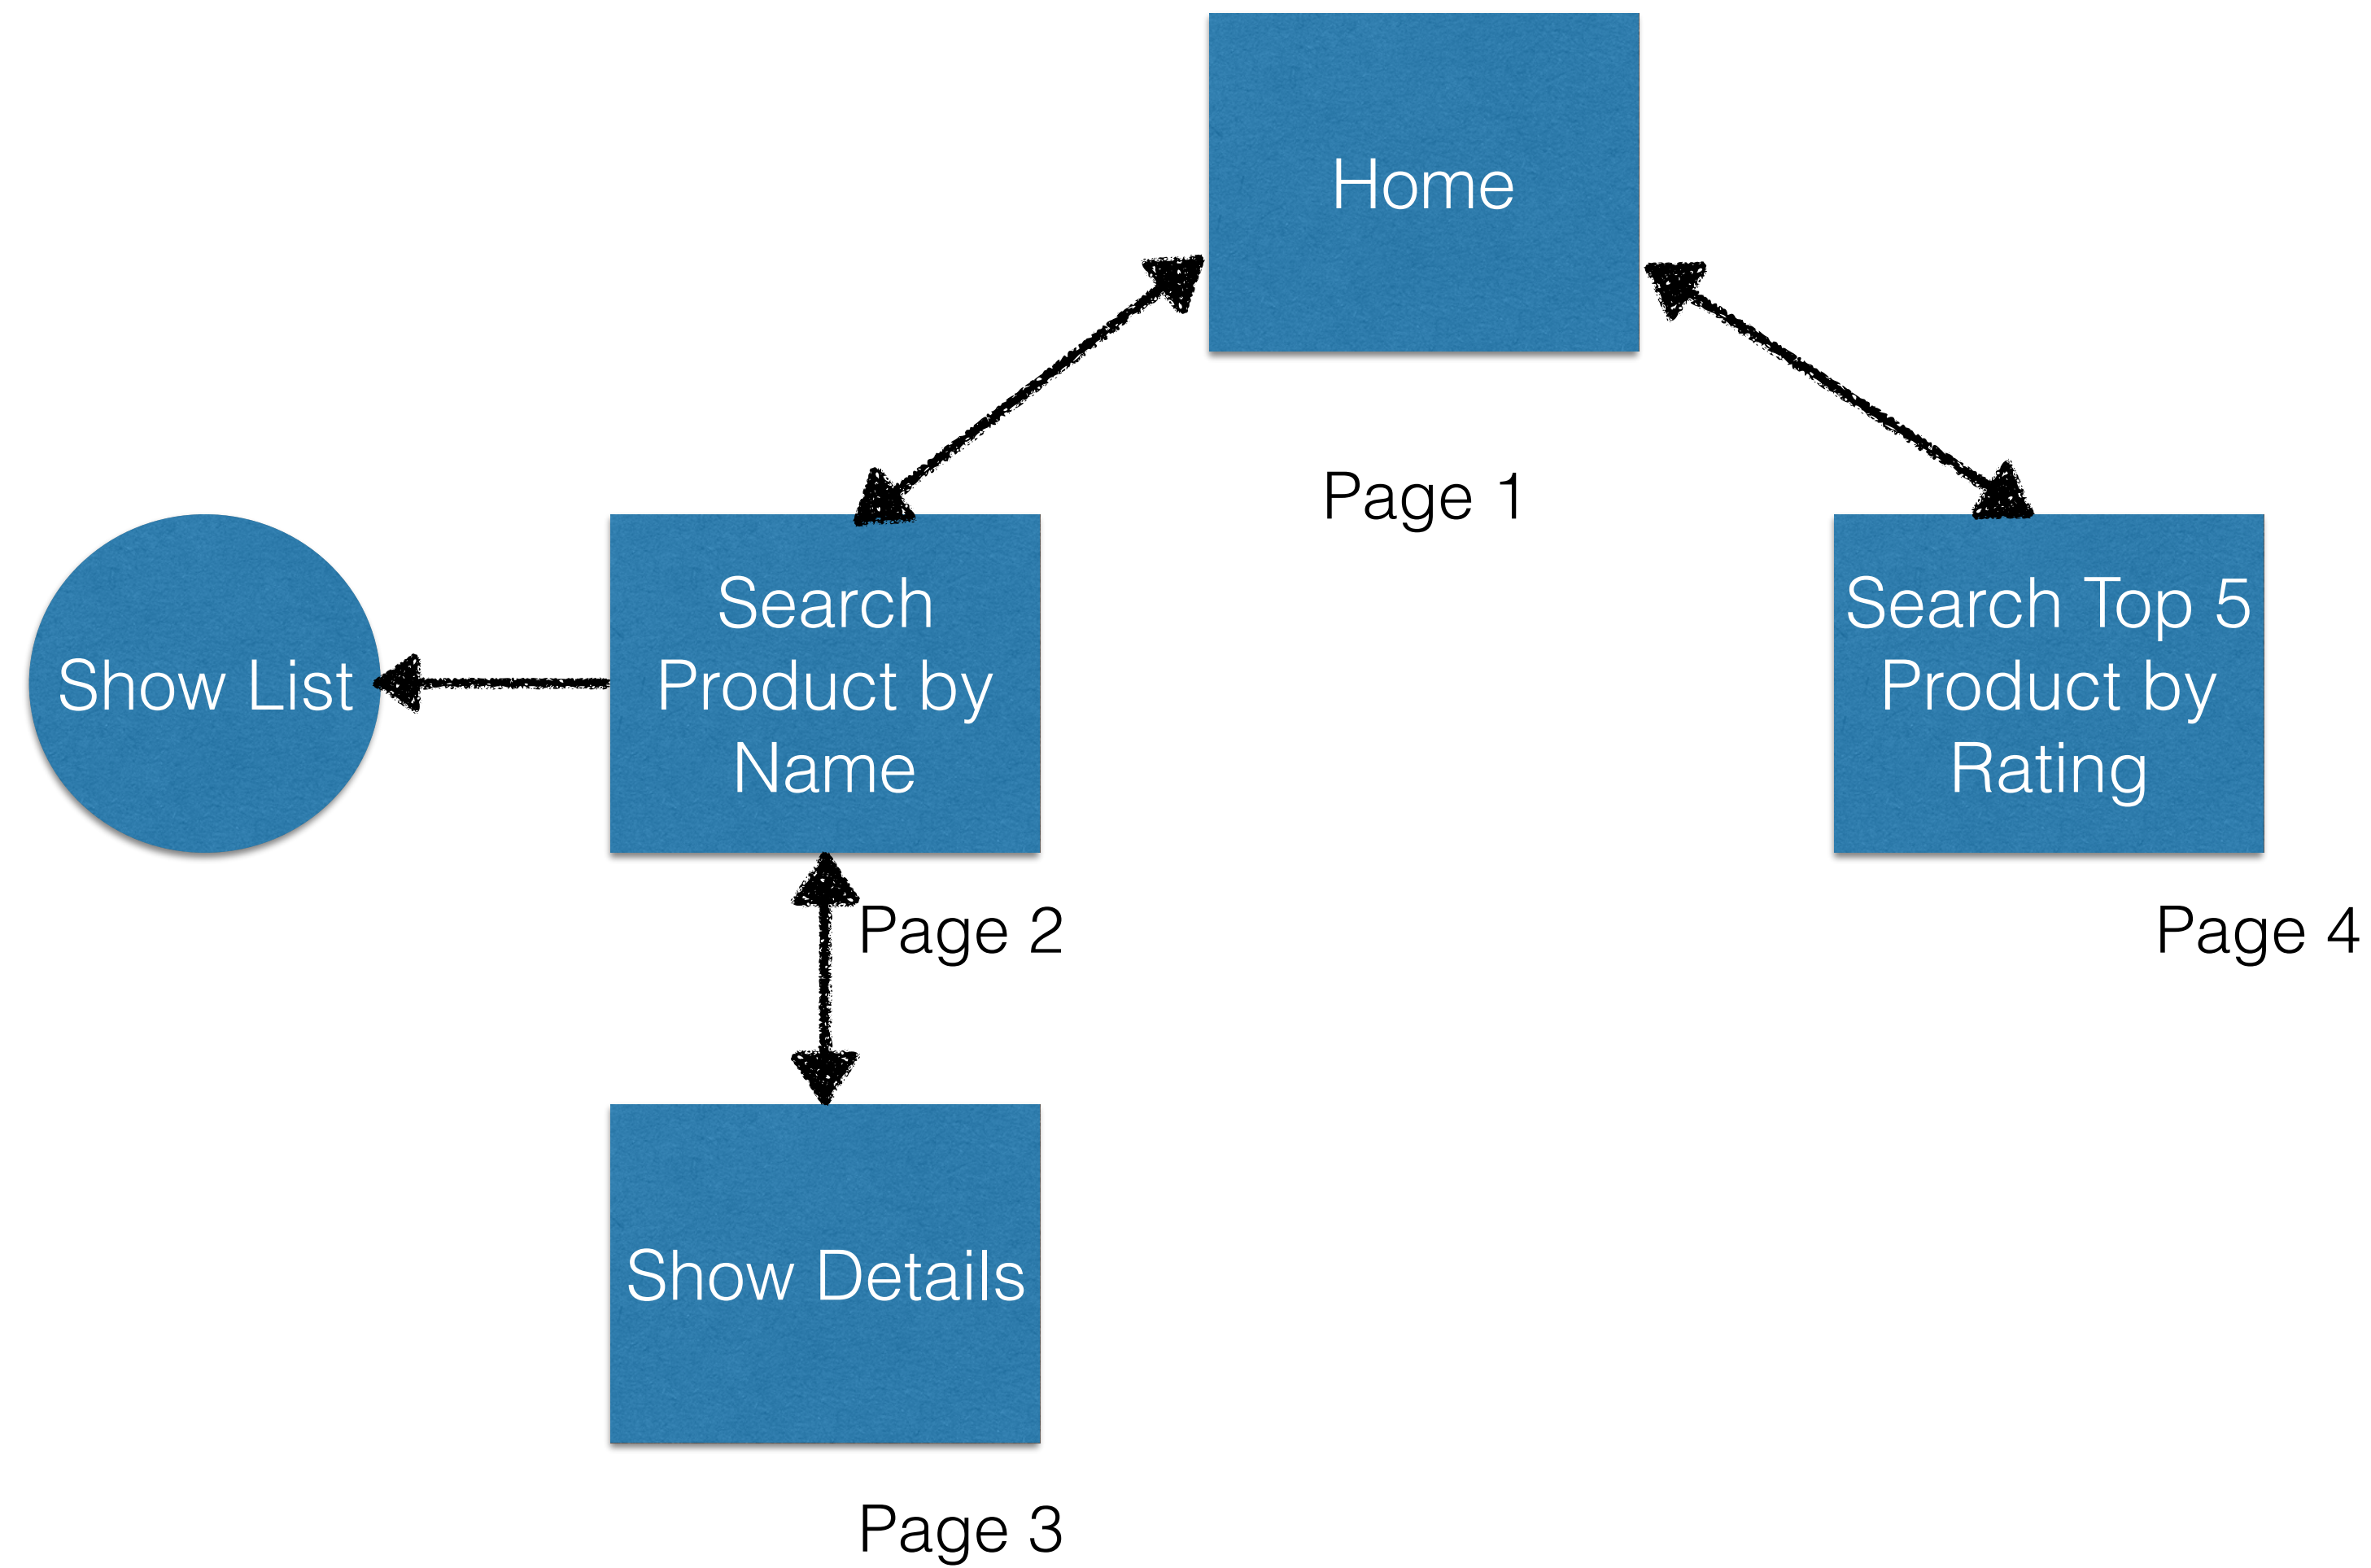 Home
Page 1
Show List
Search
Product by
Name
Search Top 5
Product by
Rating
Page 2
Page 4
Show Details
Page 3